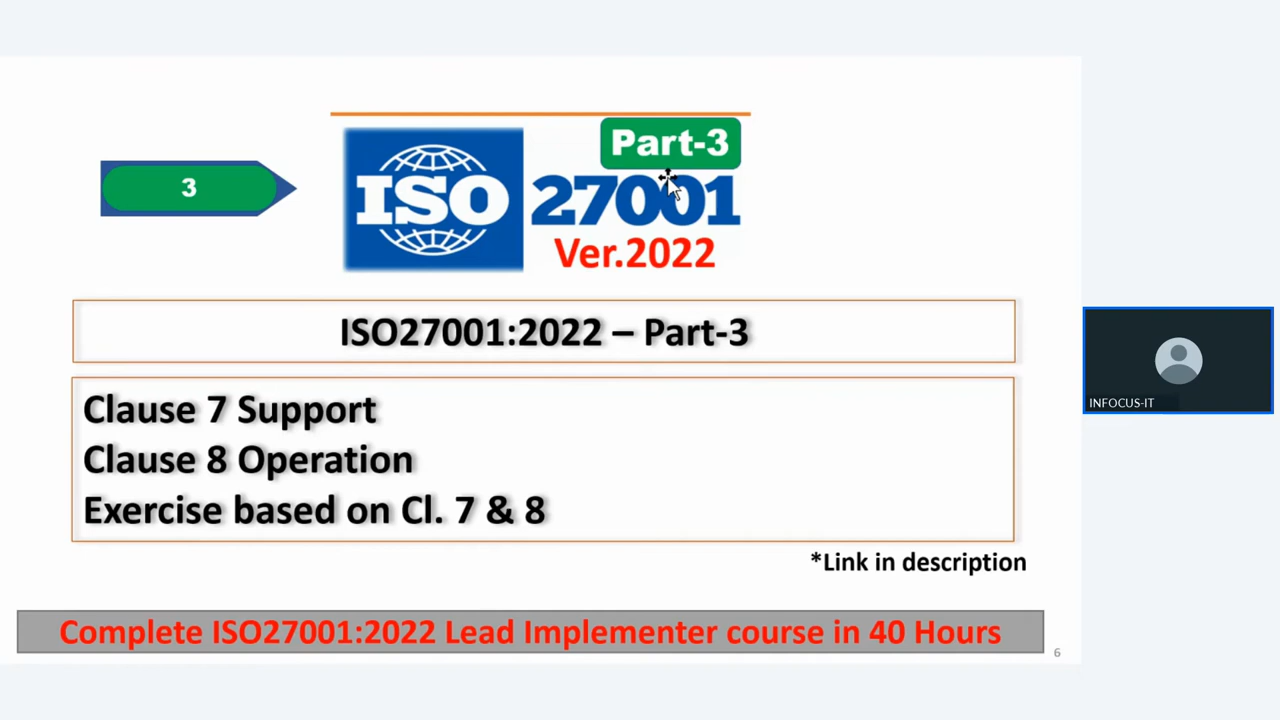 3
Part-3
ISO
27001
Ver.2022
ISO27001:2022 – Part-3
Clause 7 Support
Clause 8 Operation
Exercise based on Cl. 7 & 8
*Link in description
Complete ISO27001:2022 Lead Implementer course in 40 Hours
6
INFOCUS-IT